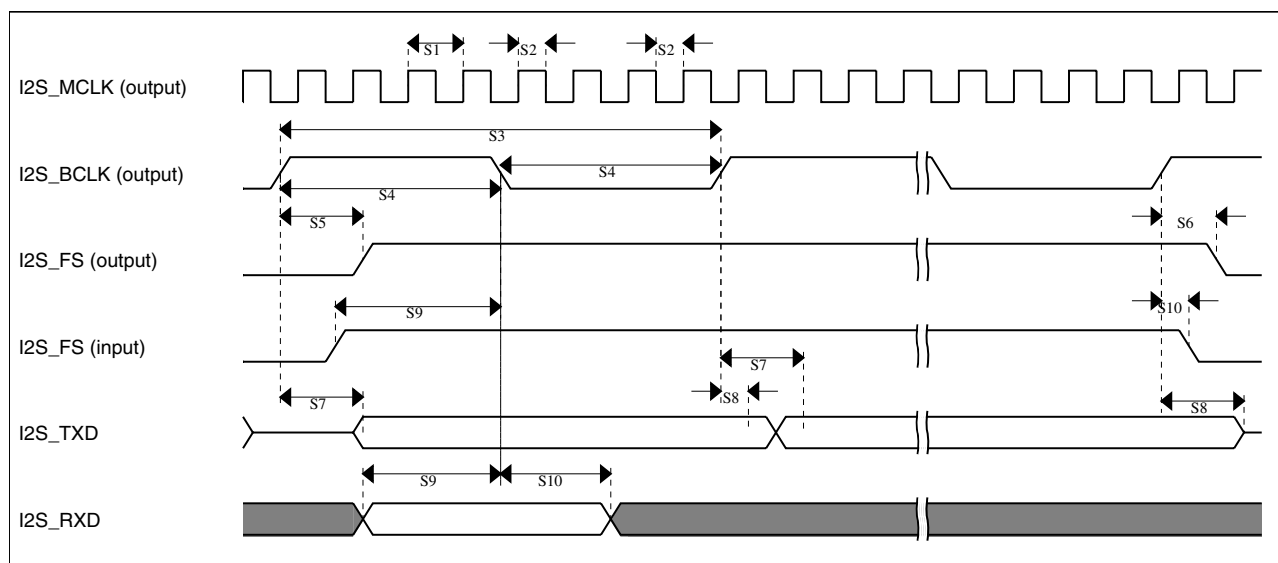 S1
S2
S2
I2S_MCLK (output)
S3
I2S_BCLK (output)
S4
S4
S5
S6
I2S_FS (output)
S9
S10
I2S_FS (input)
S7
S7
S8
S8
I2S_TXD
S9
S10
I2S_RXD